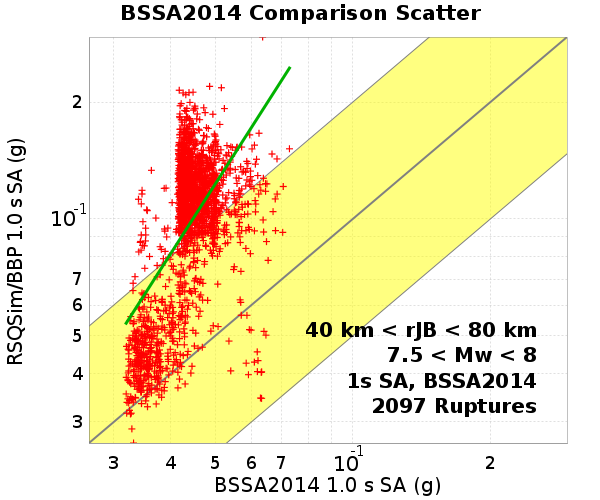 BSSA2014 Comparison Scatter
RSQSim/BBP 1.0 s SA (g)
2
10-1
7
6
5
4
3
40 km < rJB < 80 km
7.5 < Mw < 8
1s SA, BSSA2014
2097 Ruptures
3 4 5 6 7 10-1 2
BSSA2014 1.0 s SA (g)